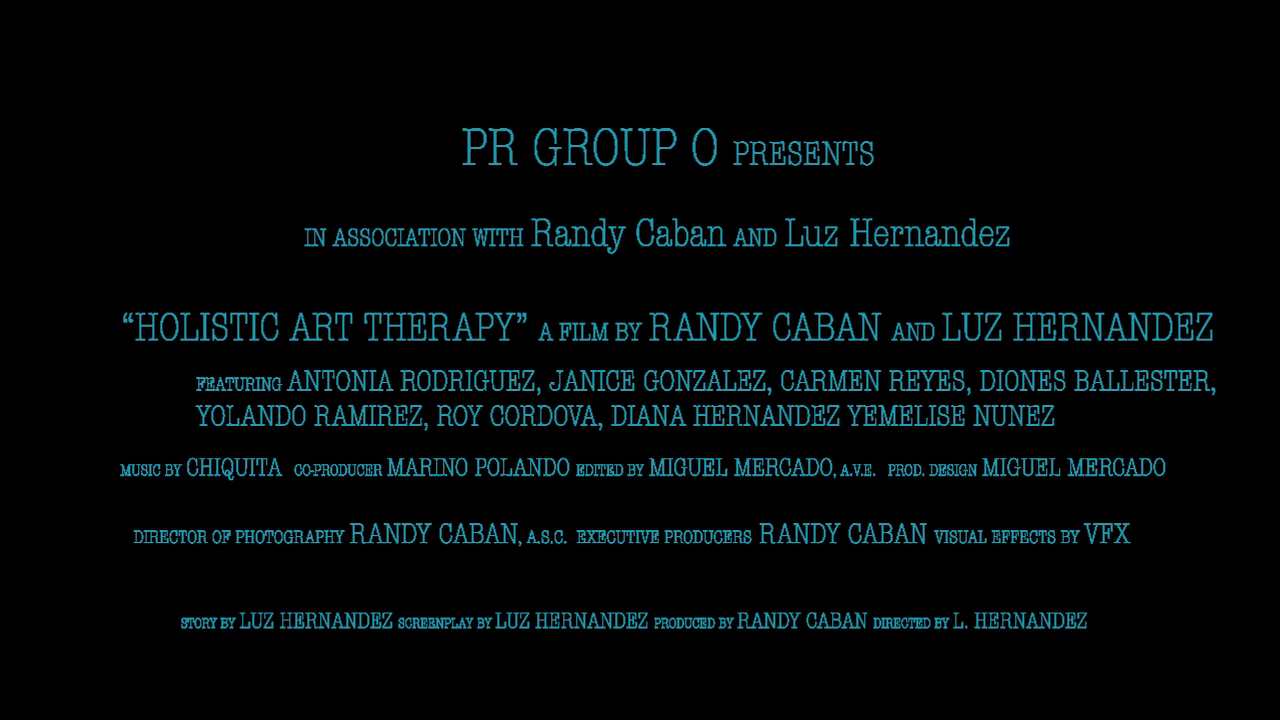 PR GROUP O PRESENTS
IN ASSOCIATION WITH Randy Caban AND Luz Hernandez
“HOLISTIC ART THERAPY” A FILM BY RANDY CABAN AND LUZ HERNANDEZ
FEATURING ANTONIA RODRIGUEZ, JANICE GONZALEZ, CARMEN REYES, DIONES BALLESTER,
YOLANDO RAMIREZ, ROY CORDOVA, DIANA HERNANDEZ YEMELISE NUNEZ
MUSIC BY CHIQUITA CO-PRODUCER MARINO POLANDO EDITED BY MIGUEL MERCADO, A.V.E. PROD. DESIGN MIGUEL MERCADO
DIRECTOR OF PHOTOGRAPHY RANDY CABAN, A.S.C. EXECUTIVE PRODUCERS RANDY CABAN VISUAL EFFECTS BY VFX
STORY BY LUZ HERNANDEZ SCREENPLAY BY LUZ HERNANDEZ PRODUCED BY RANDY CABAN DIRECTED BY L. HERNANDEZ